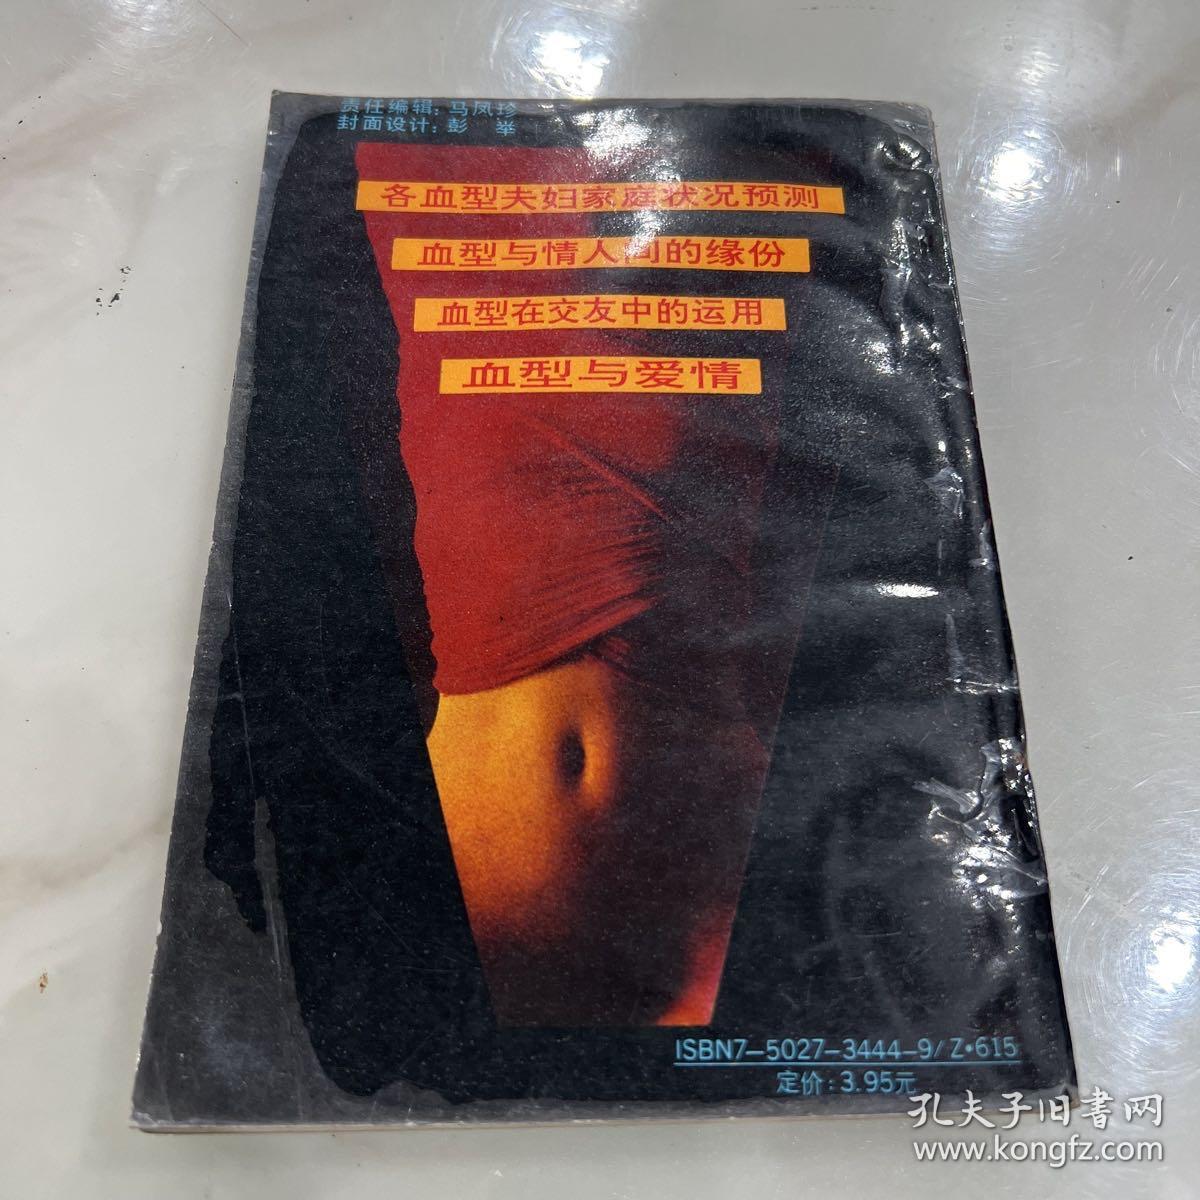 责任编辑：马凤珍
封面设计：彭 举
各血型夫妇家庭状况预测
血型与情人间的缘份
血型在交友中的运用
血型与爱情
ISBN7-5027-3444-9/Z·615
定价：3.95元
孔夫子旧書网
www.kongfz.com